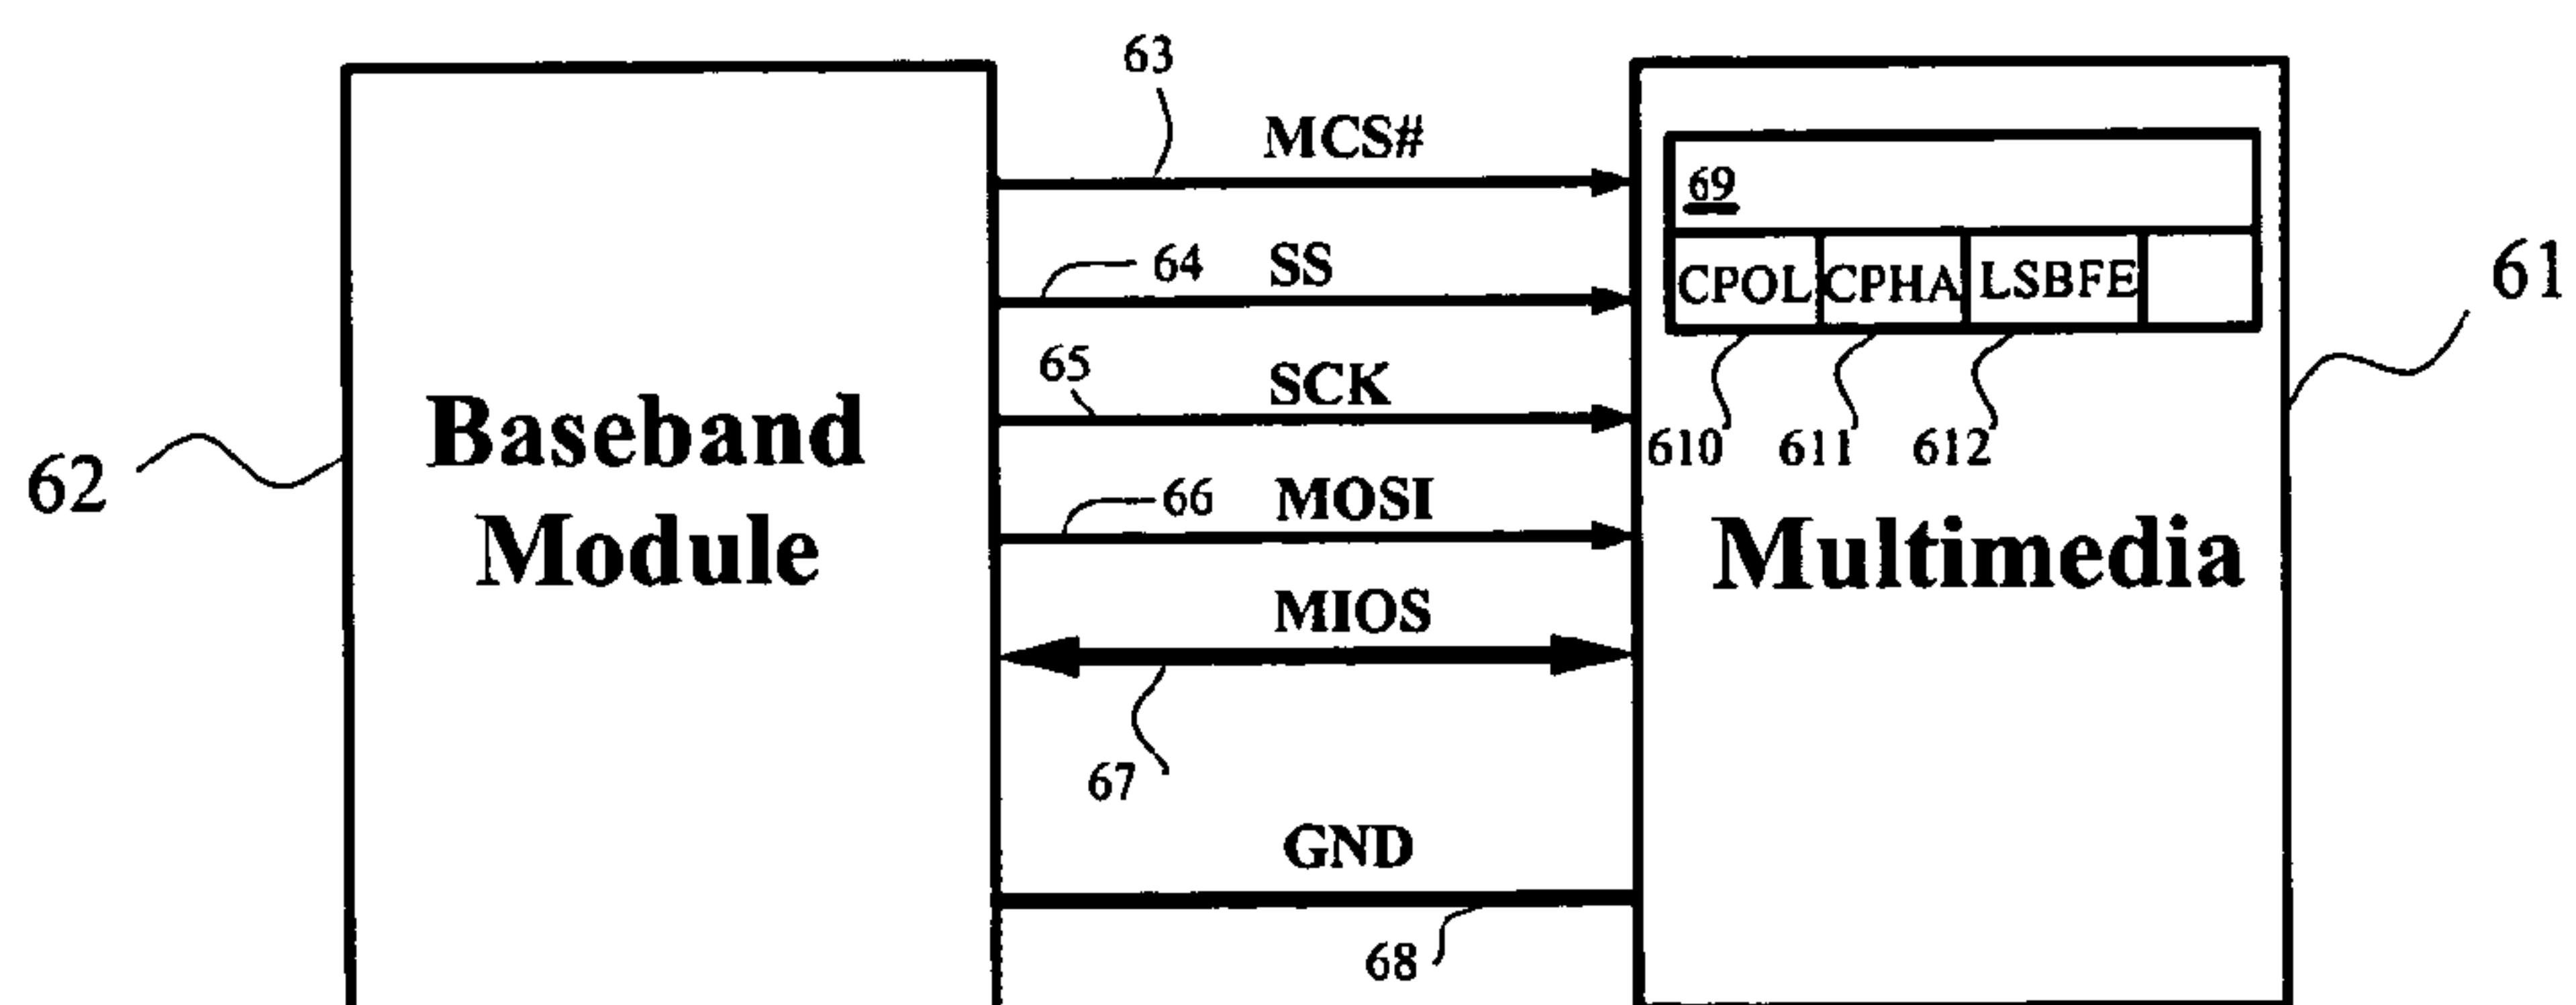 63
MCS#
69
64
SS
CPOL
CPHA
LSBFE
61
65
SCK
610
611
612
Baseband
Module
62
66
MOSI
Multimedia
MIOS
67
GND
68